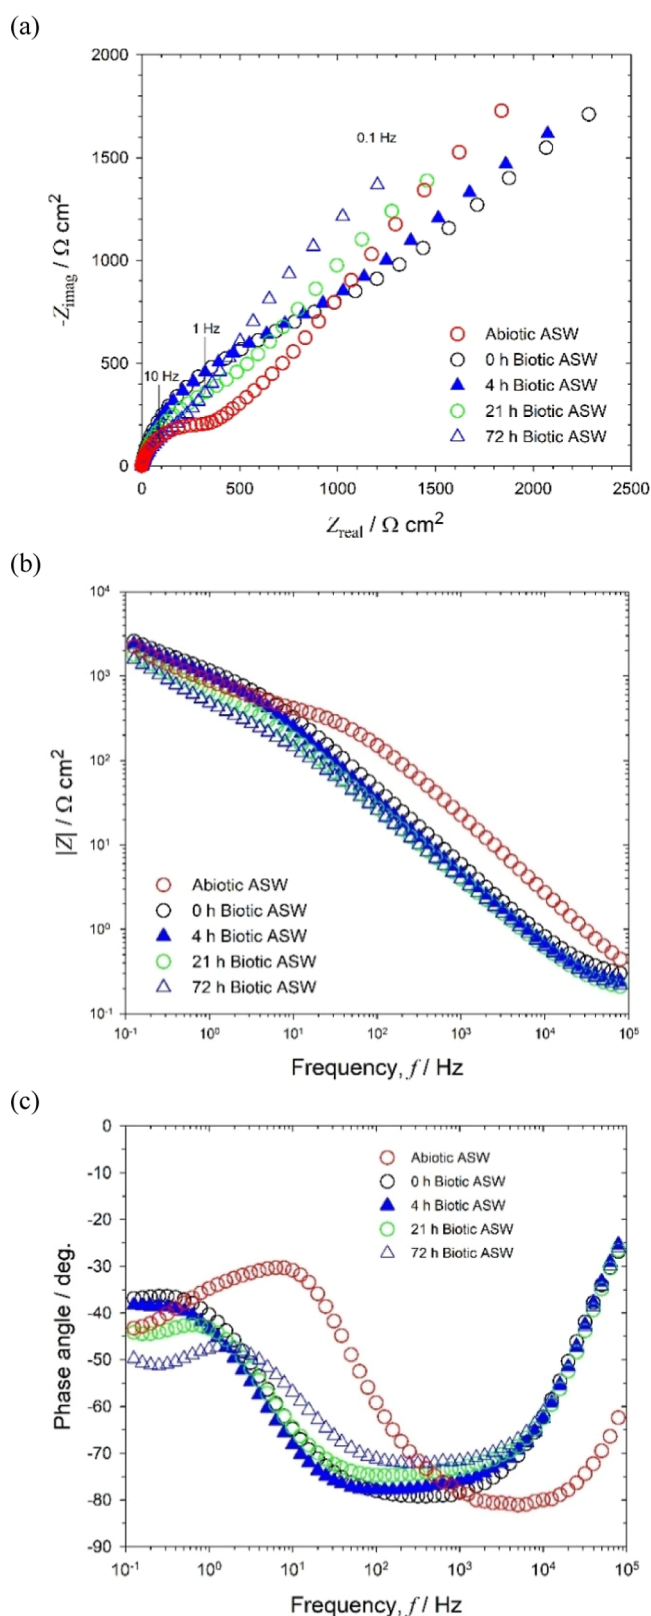 (a)
2000
1500
1000
500
0
-Zimag / Ω cm²
0.1 Hz
1 Hz
10 Hz
Abiotic ASW
0 h Biotic ASW
4 h Biotic ASW
21 h Biotic ASW
72 h Biotic ASW
0 500 1000 1500 2000 2500
Zreal / Ω cm²
(b)
10⁴
10³
10²
10¹
10⁰
10⁻¹
|Z| / Ω cm²
Abiotic ASW
0 h Biotic ASW
4 h Biotic ASW
21 h Biotic ASW
72 h Biotic ASW
10⁻¹ 10⁰ 10¹ 10² 10³ 10⁴ 10⁵
Frequency, f / Hz
(c)
0
-10
-20
-30
-40
-50
-60
-70
-80
-90
Phase angle / deg.
Abiotic ASW
0 h Biotic ASW
4 h Biotic ASW
21 h Biotic ASW
72 h Biotic ASW
10⁻¹ 10⁰ 10¹ 10² 10³ 10⁴ 10⁵
Frequency, f / Hz